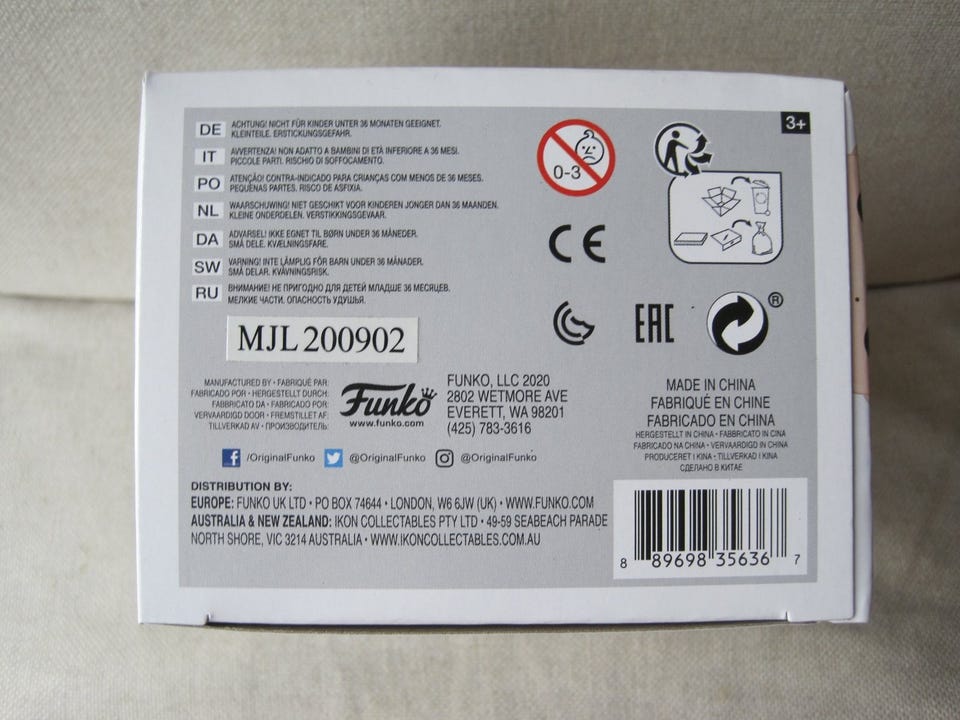 3+
DE ACHTUNG! NICHT FÜR KINDER UNTER 36 MONATEN GEEIGNET.
KLEINTEILE. ERSTICKUNGSGEFAHR.
IT AVVERTENZA! NON ADATTO A BAMBINI DI ETÀ INFERIORE A 36 MESI.
PICCOLE PARTI. RISCHIO DI SOFFOCAMENTO.
PO ATENÇÃO! CONTRA-INDICADO PARA CRIANÇAS COM MENOS DE 36 MESES.
PEQUENAS PARTES. RISCO DE ASFIXIA.
NL WAARSCHUWING! NIET GESCHIKT VOOR KINDEREN JONGER DAN 36 MAANDEN.
KLEINE ONDERDELEN. VERSTIKKINGSGEVAAR.
DA ADVARSEL! IKKE EGNET TIL BØRN UNDER 36 MÅNEDER.
SMÅ DELE. KVÆLNINGSFARE.
SW VARNING! INTE LÄMPLIG FÖR BARN UNDER 36 MÅNADER.
SMÅ DELAR. KVÄVNINGSRISK.
RU ВНИМАНИЕ! НЕ ПРИГОДНО ДЛЯ ДЕТЕЙ МЛАДШЕ 36 МЕСЯЦЕВ.
МЕЛКИЕ ЧАСТИ. ОПАСНОСТЬ УДУШЬЯ.
0-3
CE
EAC
®
MJL 200902
MANUFACTURED BY • FABRIQUÉ PAR:
FABRICADO POR • HERGESTELLT DURCH:
FABBRICATO DA • FABRICADO POR:
VERVAARDIGD DOOR • FREMSTILLET AF:
TILLVERKAD AV • ПРОИЗВОДИТЕЛЬ:
Funko
www.funko.com
FUNKO, LLC 2020
2802 WETMORE AVE
EVERETT, WA 98201
(425) 783-3616
MADE IN CHINA
FABRIQUÉ EN CHINE
FABRICADO EN CHINA
HERGESTELLT IN CHINA • FABBRICATO IN CINA
FABRICADO NA CHINA • VERVAARDIGD IN CHINA
PRODUCERET I KINA • TILLVERKAD I KINA
СДЕЛАНО В КИТАЕ
/OriginalFunko @OriginalFunko @OriginalFunko
DISTRIBUTION BY:
EUROPE: FUNKO UK LTD • PO BOX 74644 • LONDON, W6 6JW (UK) • WWW.FUNKO.COM
AUSTRALIA & NEW ZEALAND: IKON COLLECTABLES PTY LTD • 49-59 SEABEACH PARADE
NORTH SHORE, VIC 3214 AUSTRALIA • WWW.IKONCOLLECTABLES.COM.AU
8 89698 35636 7